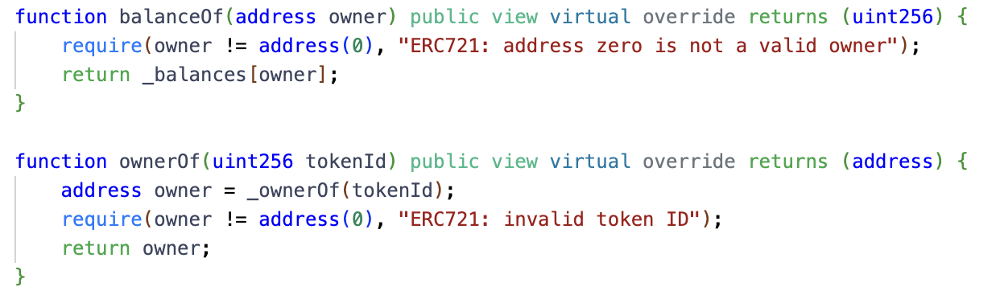 function balanceOf(address owner) public view virtual override returns (uint256) {
    require(owner != address(0), "ERC721: address zero is not a valid owner");
    return _balances[owner];
}

function ownerOf(uint256 tokenId) public view virtual override returns (address) {
    address owner = _ownerOf(tokenId);
    require(owner != address(0), "ERC721: invalid token ID");
    return owner;
}